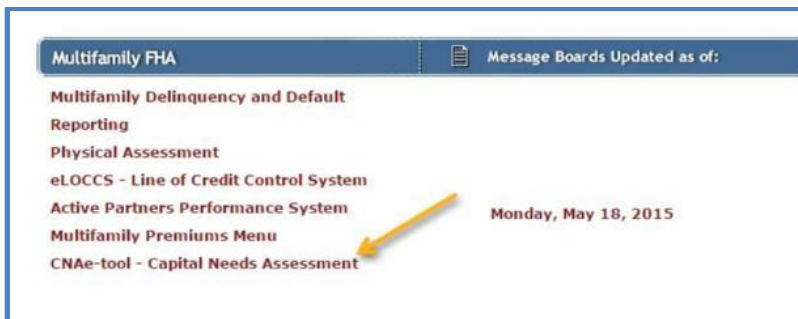 Multifamily FHA
Message Boards Updated as of:
Multifamily Delinquency and Default
Reporting
Physical Assessment
eLOCCS - Line of Credit Control System
Active Partners Performance System
Monday, May 18, 2015
Multifamily Premiums Menu
CNAe-tool - Capital Needs Assessment